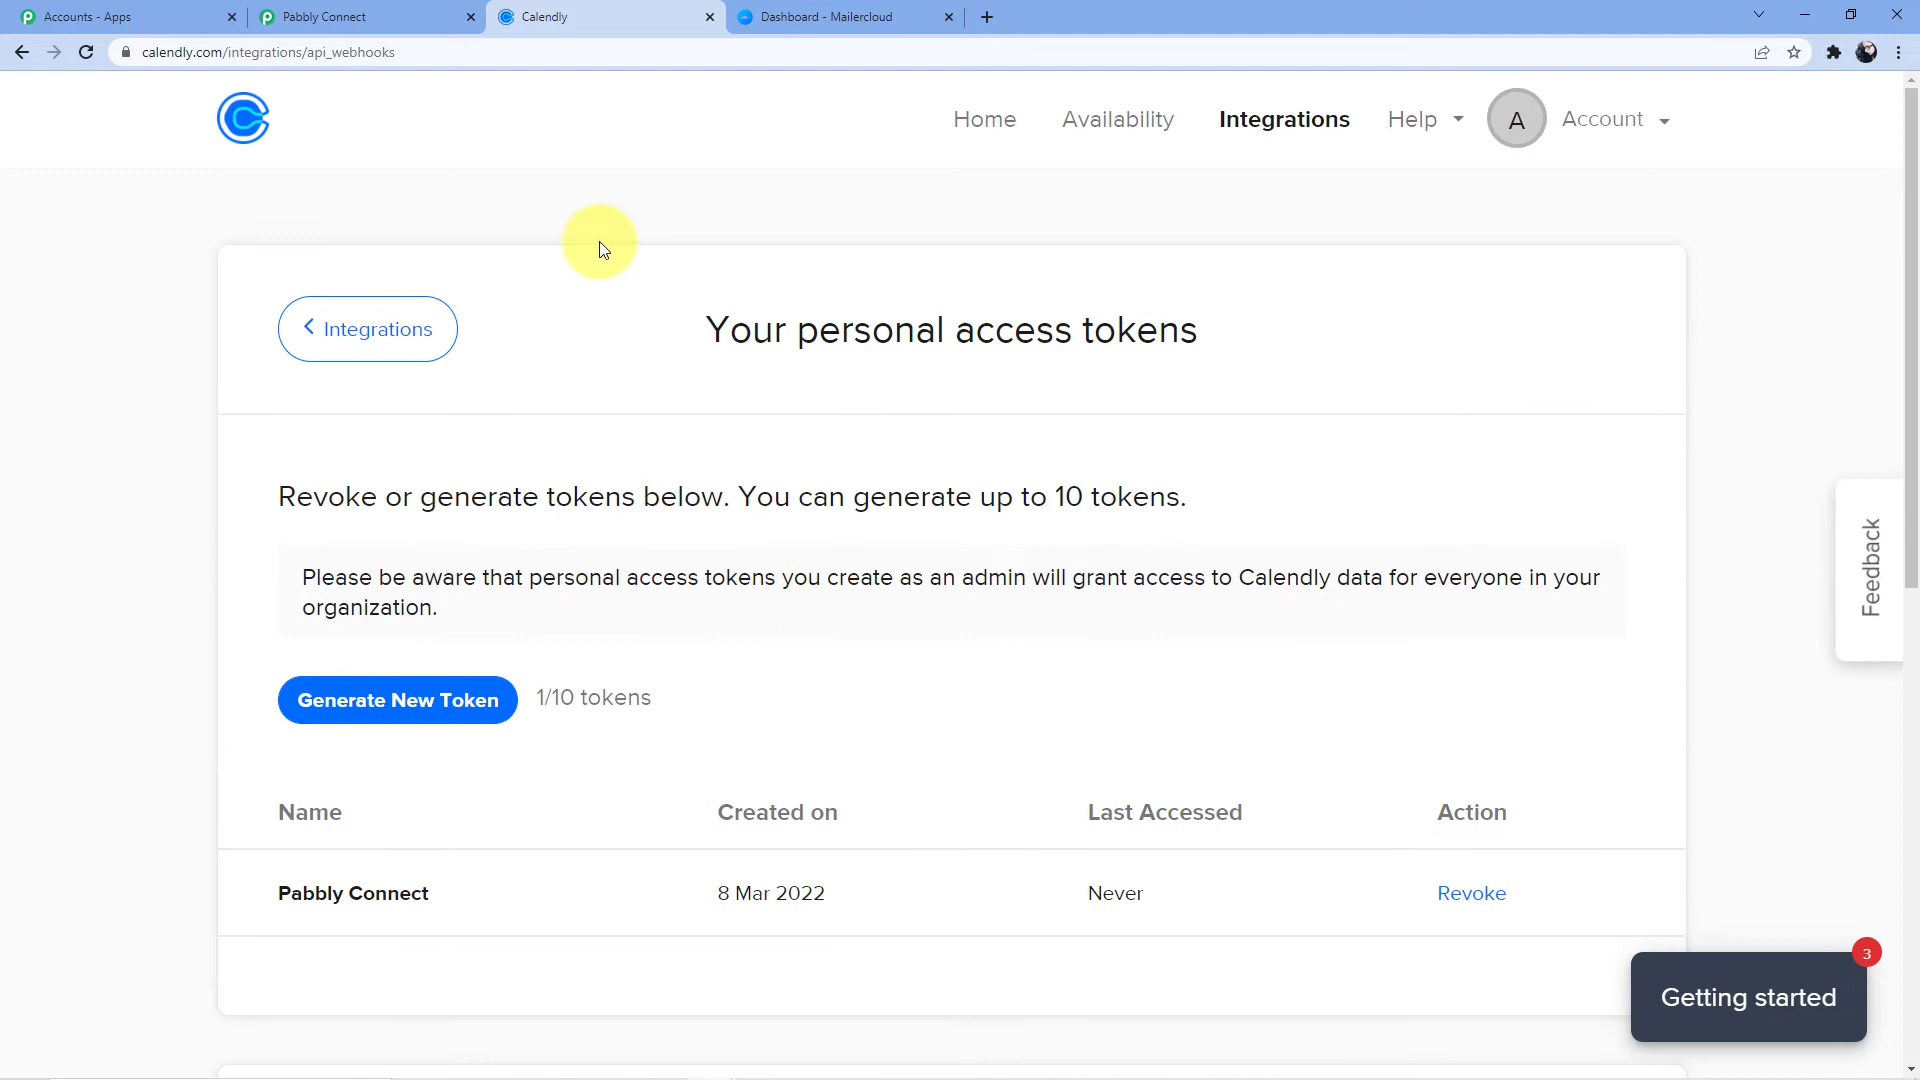 Accounts - Apps
Pabbly Connect
Calendly
Dashboard - Mailercloud
calendly.com/integrations/api_webhooks
Home
Availability
Integrations
Help
A
Account
Integrations
Your personal access tokens
Revoke or generate tokens below. You can generate up to 10 tokens.
Please be aware that personal access tokens you create as an admin will grant access to Calendly data for everyone in your
organization.
Generate New Token
1/10 tokens
Feedback
Name
Created on
Last Accessed
Action
Pabbly Connect
8 Mar 2022
Never
Revoke
3
Getting started